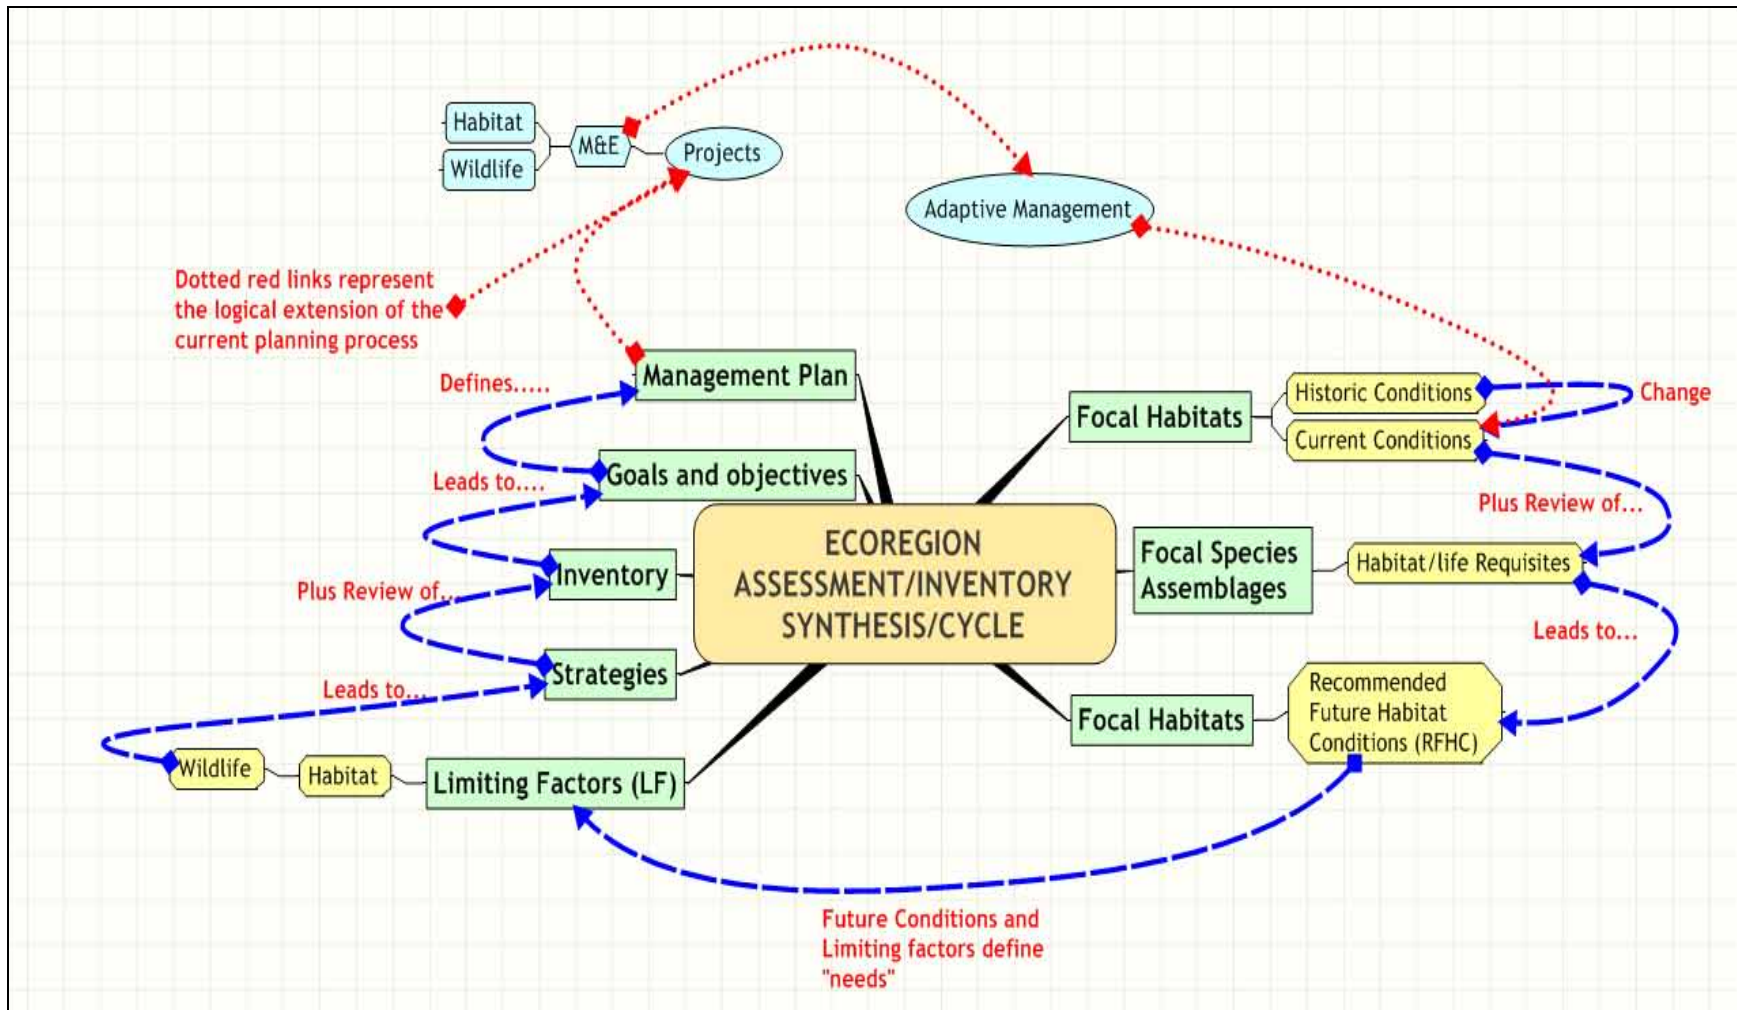 Habitat
M&E
Projects
Wildlife
Adaptive Management
Dotted red links represent
the logical extension of the
current planning process
Management Plan
Defines.....
Goals and objectives
Leads to....
Inventory
Plus Review of...
Strategies
Leads to...
Wildlife
Habitat
Limiting Factors (LF)
ECOREGION
ASSESSMENT/INVENTORY
SYNTHESIS/CYCLE
Focal Habitats
Historic Conditions
Current Conditions
Change
Plus Review of...
Focal Species
Assemblages
Habitat/life Requisites
Leads to...
Focal Habitats
Recommended
Future Habitat
Conditions (RFHC)
Future Conditions and
Limiting factors define
"needs"